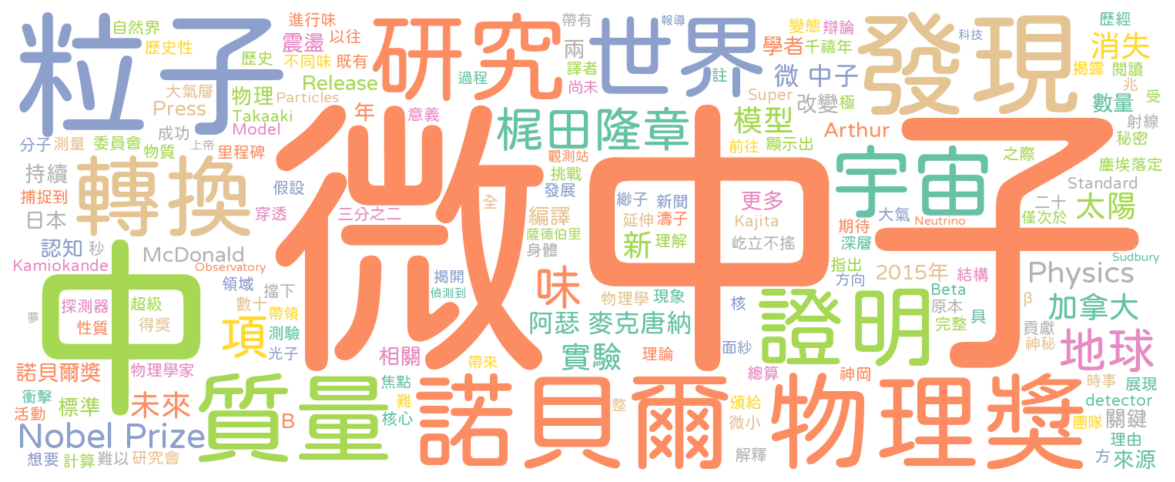 粒子
研究
世界
發現
微中子
自然界
歷史性
大氣層
Press
歷史
進行味
震盪
以往
不同味
既有
Release
物理
Particles
Takaaki
Model
年
過程
意義
帶有
兩
譯者
尚未
報導
變態
辯論
學者
千禧年
註
微 中子
Super
改變
極
科技
歷經
消失
揭露
閱讀
兆
受
數量
射線
秘密
分子
測量
委員會
成功
上帝
物質
里程碑
梶田隆章
模型
Arthur
前往
顯示出
之際
塵埃落定
持續
捕捉到
日本
轉換
假設
穿透
三分之二
觀測站
挑戰
發展
全
編譯
薩德伯里
身體
緲子
新聞
延伸
濤子
新
理解
更多
Kajita
屹立不搖
宇宙
期待
深層
大氣
Neutrino
Standard
二十
僅次於
太陽
Sudbury
認知
秒
McDonald
Kamiokande
Observatory
中
探測器
超級
性質
得獎
夢
領域
擋下
數十
帶領
項
測驗
光子
揭開
偵測到
味
物理學
現象
核
阿瑟 麥克唐納
證明
指出
方向
2015年
結構
Physics
Beta
原本
具
完整
β
貢獻
神秘
加拿大
地球
諾貝爾獎
物理學家
衝擊
活動
標準
未來
質量
相關
焦點
難
核心
帶來
實驗
理論
面紗
總算
神岡
時事
展現
detector
團隊
關鍵
理由
方
來源
Nobel Prize
B
想要
計算
難以
研究會
諾貝爾
物理獎
整
頒給
微小
解釋